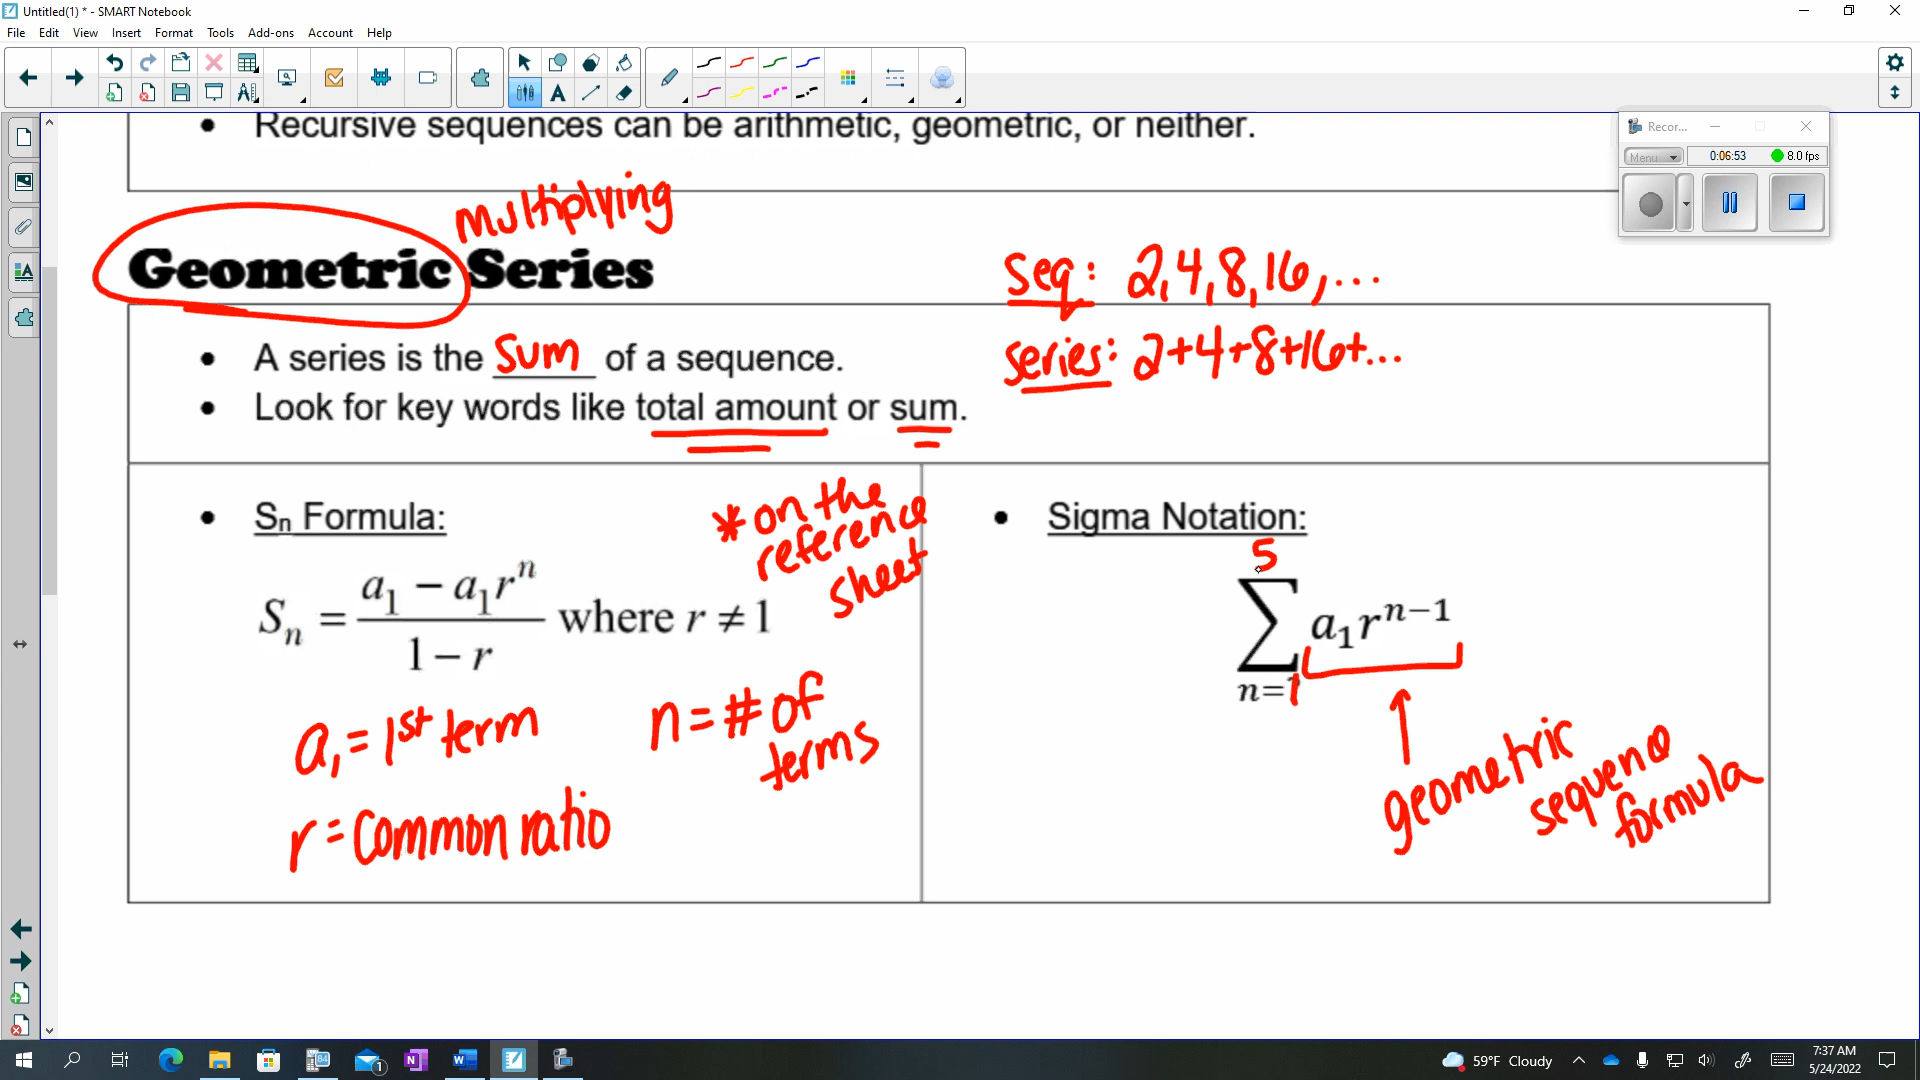 Untitled(1) * - SMART Notebook
File Edit View Insert Format Tools Add-ons Account Help
• Recursive sequences can be arithmetic, geometric, or neither.
Recor...
Menu 0:06:53 8.0 fps
multiplying
Geometric Series
seq: 2, 4, 8, 16, ...
series: 2+4+8+16+...
• A series is the sum of a sequence.
• Look for key words like total amount or sum.
• Sₙ Formula:
* on the reference sheet
Sₙ = (a₁ − a₁rⁿ)/(1 − r) where r ≠ 1
a₁ = 1st term
n = # of terms
r = common ratio
• Sigma Notation:
5
∑ a₁rⁿ⁻¹
n=1
geometric sequence formula
84
1
59°F Cloudy
7:37 AM
5/24/2022